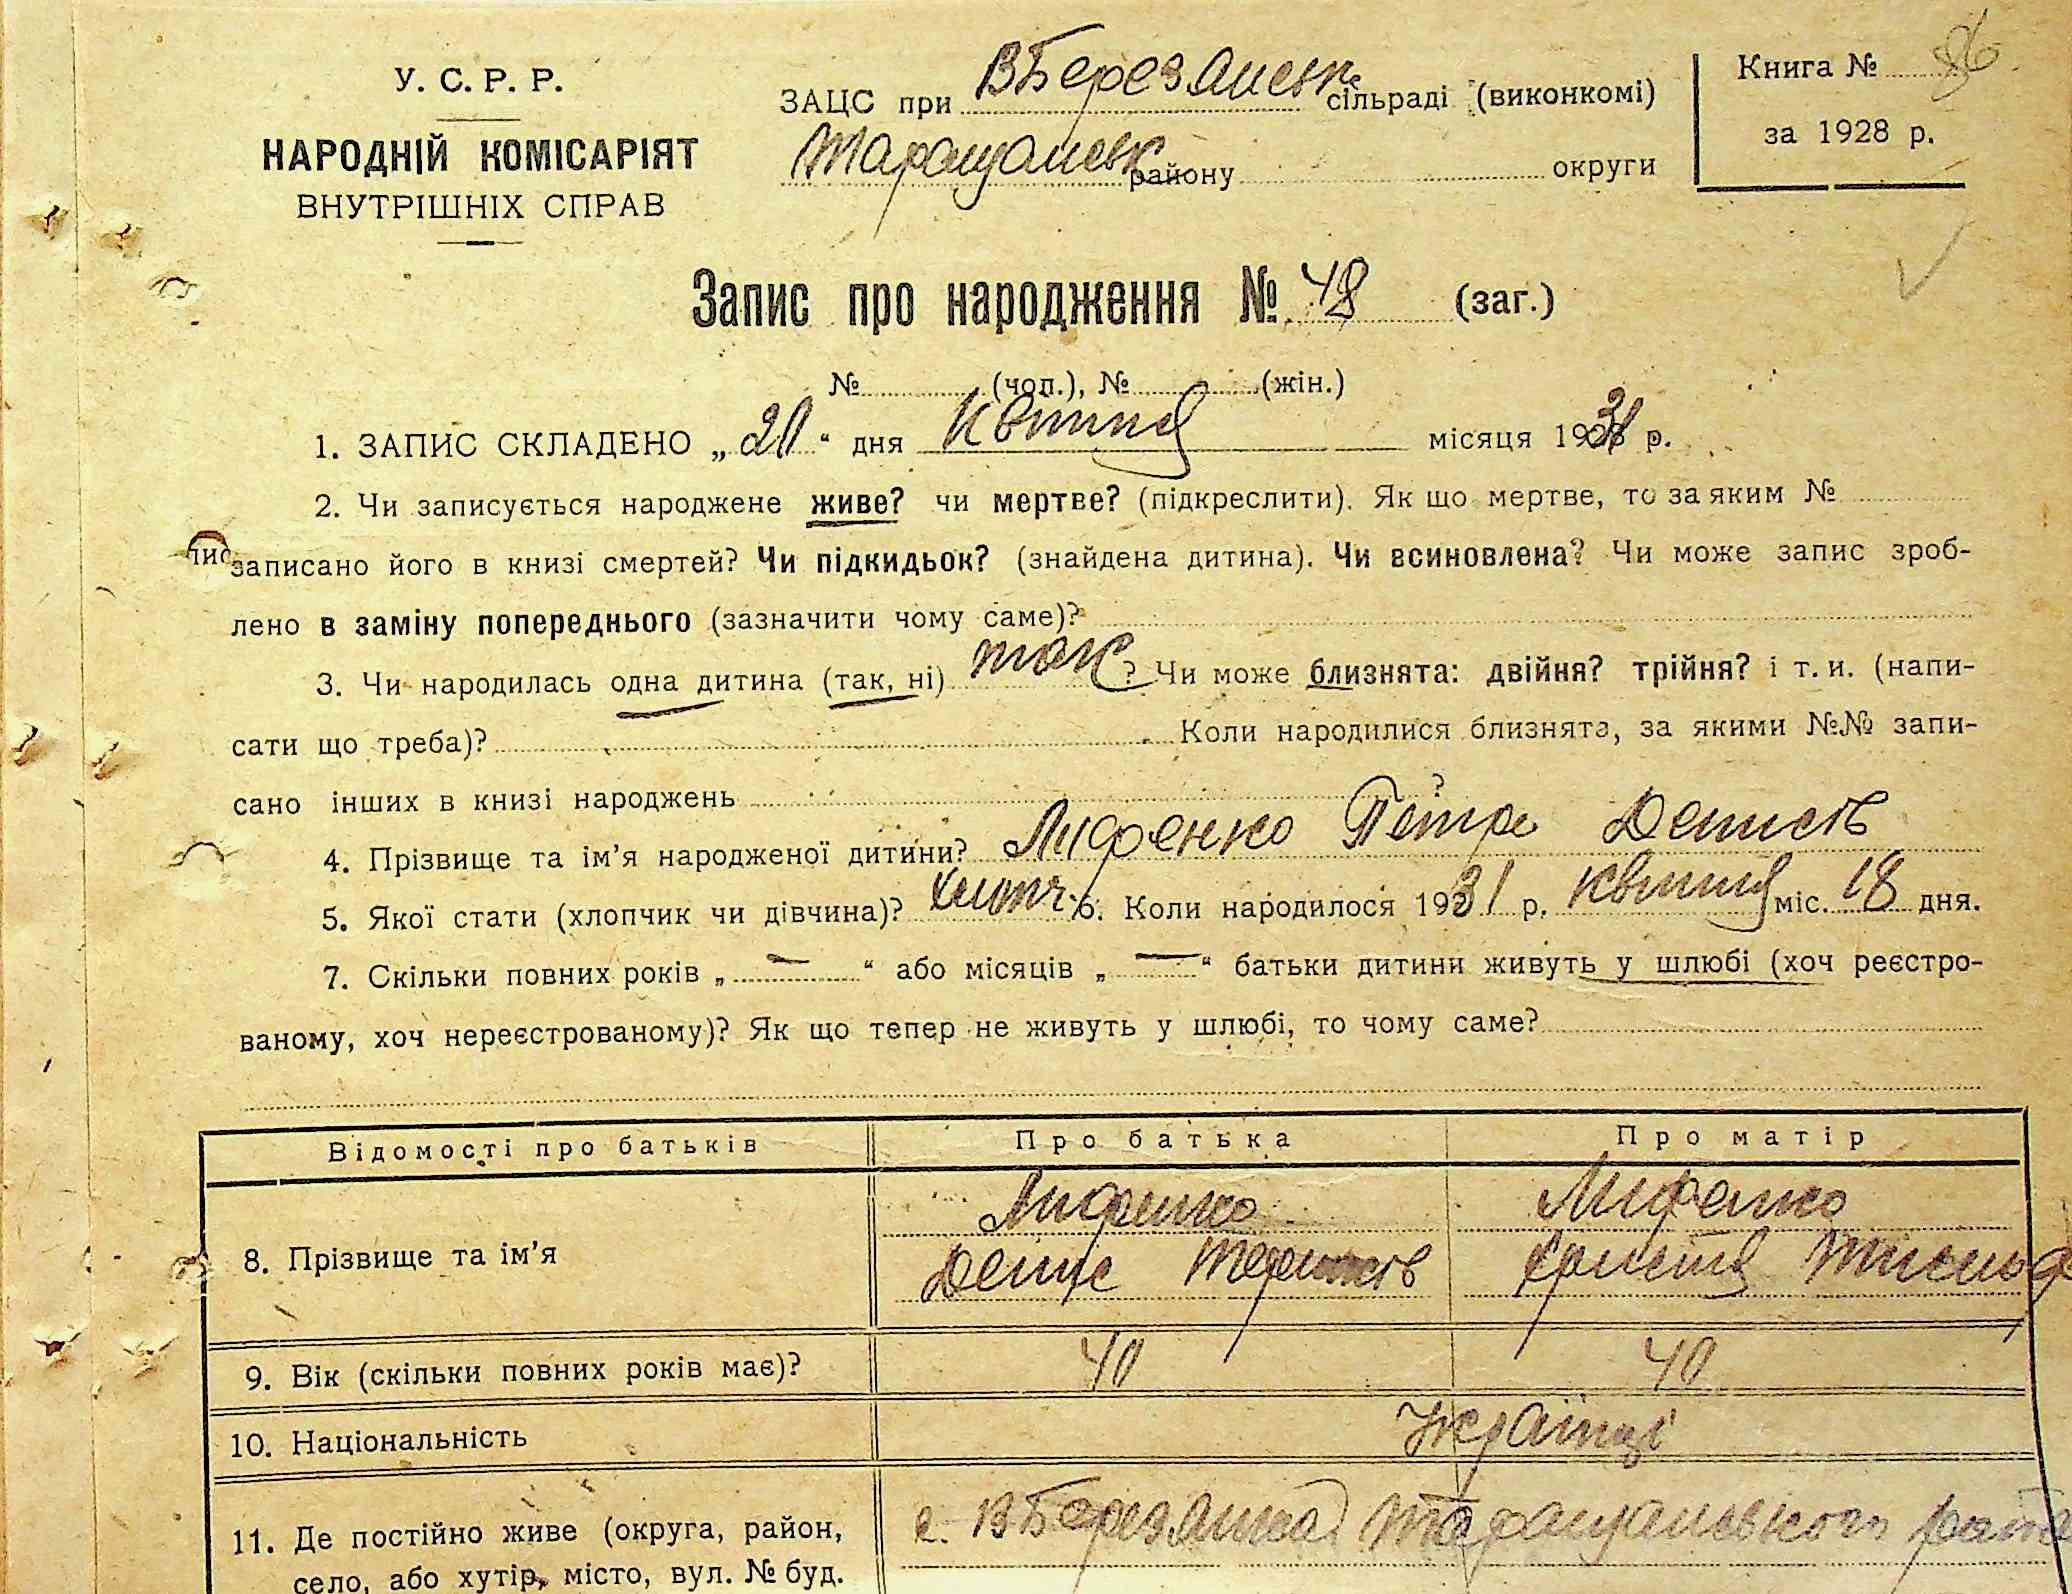 У. С. Р. Р.
НАРОДНІЙ КОМІСАРІЯТ
ВНУТРІШНІХ СПРАВ
ЗАЦС при ВБерезанськ. сільраді (виконкомі)
Таращанськ району округи
Книга № 86
за 1928 р.
Запис про народження № 48 (заг.)
№ (чол.), № (жін.)
1. ЗАПИС СКЛАДЕНО „20“ дня Квітня місяця 1931 р.
2. Чи записується народжене живе? чи мертве? (підкреслити). Як що мертве, то за яким №
записано його в книзі смертей? Чи підкидьок? (знайдена дитина). Чи всиновлена? Чи може запис зроб-
лено в заміну попереднього (зазначити чому саме)?
3. Чи народилась одна дитина (так, ні) так? Чи може близнята: двійня? трійня? і т. и. (напи-
сати що треба)? Коли народилися близнята, за якими №№ запи-
сано інших в книзі народжень ?
4. Прізвище та ім’я народженої дитини? Лифенко Петро Денисів
5. Якої стати (хлопчик чи дівчина)? хлопч. 6. Коли народилося 1931 р. Квітня міс. 18 дня.
7. Скільки повних років „—“ або місяців „—“ батьки дитини живуть у шлюбі (хоч реєстро-
ваному, хоч нереєстрованому)? Як що тепер не живуть у шлюбі, то чому саме?
Відомості про батьків Про батька Про матір
8. Прізвище та ім’я Лифенко Лифенко
Денис Христя
9. Вік (скільки повних років має)? 40 40
10. Національність Українці
11. Де постійно живе (округа, район, с. ВБерезянка Таращанського
село, або хутір, місто, вул. № буд.